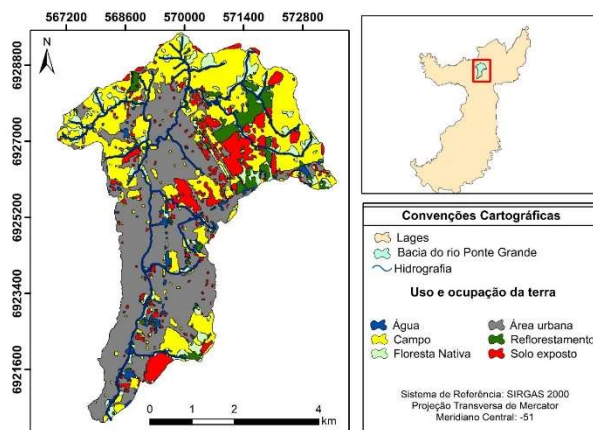 567200 568600 570000 571400 572800
N
6928800
6927000
6925200
6923400
6921600
0 1 2 4
km
Convenções Cartográficas
Lages
Bacia do rio Ponte Grande
Hidrografia
Uso e ocupação da terra
Água
Área urbana
Campo
Reflorestamento
Floresta Nativa
Solo exposto
Sistema de Referência: SIRGAS 2000
Projeção Transversa de Mercator
Meridiano Central: -51